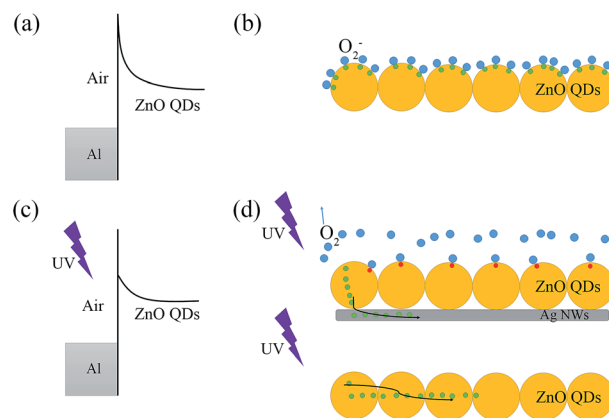 (a)
Air
ZnO QDs
Al
(b)
O₂⁻
ZnO QDs
(c)
UV
Air
ZnO QDs
Al
(d)
UV
O₂
ZnO QDs
Ag NWs
UV
ZnO QDs